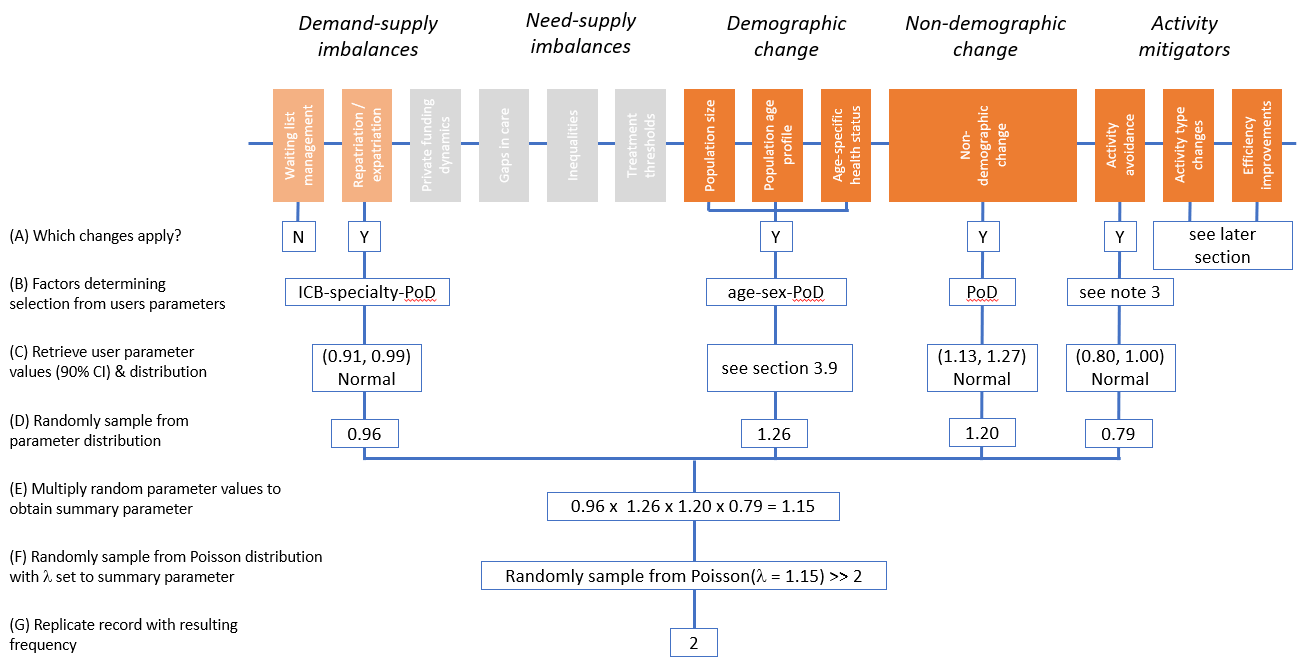 Demand-supply
imbalances
Need-supply
imbalances
Demographic
change
Non-demographic
change
Activity
mitigators
Waiting list
management
Repatriation /
expatriation
Private funding
dynamics
Gaps in care
Inequalities
Treatment
thresholds
Population size
Population age
profile
Age-specific
health status
Non-
demographic
change
Activity
avoidance
Activity type
changes
Efficiency
improvements
(A) Which changes apply?
N
Y
Y
Y
Y
see later
section
(B) Factors determining
selection from users parameters
ICB-specialty-PoD
age-sex-PoD
PoD
see note 3
(C) Retrieve user parameter
values (90% CI) & distribution
(0.91, 0.99)
Normal
see section 3.9
(1.13, 1.27)
Normal
(0.80, 1.00)
Normal
(D) Randomly sample from
parameter distribution
0.96
1.26
1.20
0.79
(E) Multiply random parameter values to
obtain summary parameter
0.96 x 1.26 x 1.20 x 0.79 = 1.15
(F) Randomly sample from Poisson distribution
with λ set to summary parameter
Randomly sample from Poisson(λ = 1.15) >> 2
(G) Replicate record with resulting
frequency
2